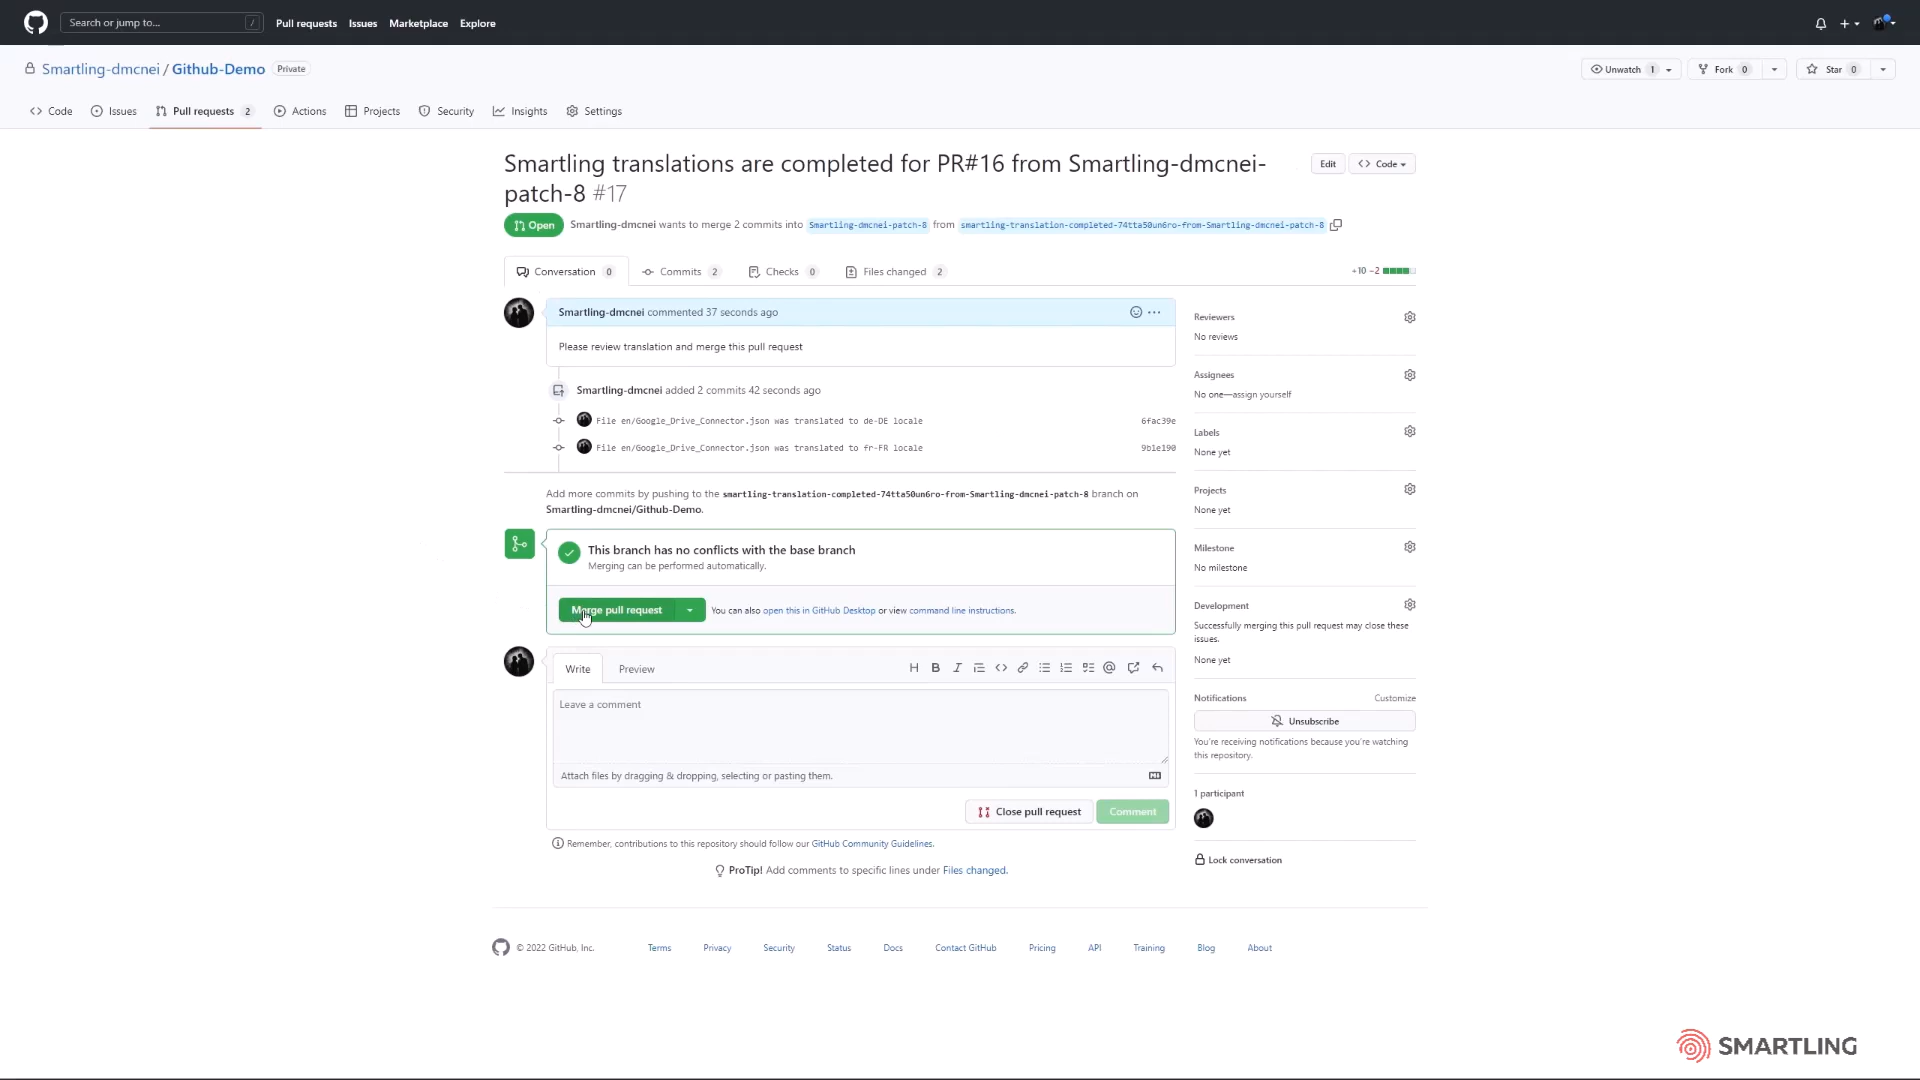 Search or jump to... / Pull requests Issues Marketplace Explore
Smartling-dmcnei / Github-Demo Private
Unwatch 1 Fork 0 Star 0
Code Issues Pull requests 2 Actions Projects Security Insights Settings
Smartling translations are completed for PR#16 from Smartling-dmcnei-
patch-8 #17
Edit Code
Open Smartling-dmcnei wants to merge 2 commits into Smartling-dmcnei-patch-8 from smartling-translation-completed-74tta50un6ro-from-Smartling-dmcnei-patch-8
Conversation 0 Commits 2 Checks 0 Files changed 2 +10 −2
Smartling-dmcnei commented 37 seconds ago
Please review translation and merge this pull request
Smartling-dmcnei added 2 commits 42 seconds ago
File en/Google_Drive_Connector.json was translated to de-DE locale 6fac39e
File en/Google_Drive_Connector.json was translated to fr-FR locale 9b1e190
Add more commits by pushing to the smartling-translation-completed-74tta50un6ro-from-Smartling-dmcnei-patch-8 branch on
Smartling-dmcnei/Github-Demo.
This branch has no conflicts with the base branch
Merging can be performed automatically.
Merge pull request You can also open this in GitHub Desktop or view command line instructions.
Write Preview
Leave a comment
Attach files by dragging & dropping, selecting or pasting them.
Close pull request Comment
Remember, contributions to this repository should follow our GitHub Community Guidelines.
ProTip! Add comments to specific lines under Files changed.
Reviewers
No reviews
Assignees
No one—assign yourself
Labels
None yet
Projects
None yet
Milestone
No milestone
Development
Successfully merging this pull request may close these
issues.
None yet
Notifications Customize
Unsubscribe
You're receiving notifications because you're watching
this repository.
1 participant
Lock conversation
© 2022 GitHub, Inc. Terms Privacy Security Status Docs Contact GitHub Pricing API Training Blog About
SMARTLING